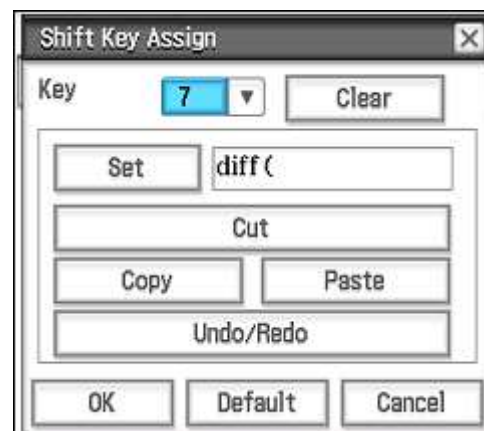 Shift Key Assign
Key 7 ▼ Clear
Set diff(
Cut
Copy Paste
Undo/Redo
OK Default Cancel